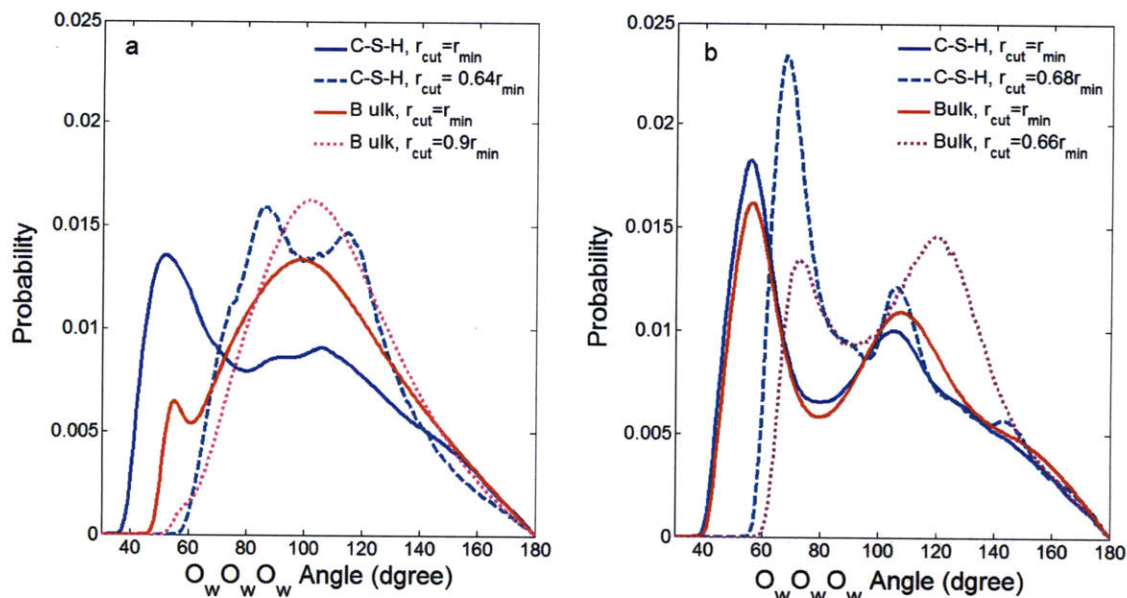 a
0.025
0.02
0.015
0.01
0.005
0
Probability
C-S-H, r_cut=r_min
C-S-H, r_cut= 0.64r_min
B ulk, r_cut=r_min
B ulk, r_cut=0.9r_min
40 60 80 100 120 140 160 180
O_wO_wO_w Angle (dgree)
b
0.025
0.02
0.015
0.01
0.005
0
Probability
C-S-H, r_cut=r_min
C-S-H, r_cut=0.68r_min
Bulk, r_cut=r_min
Bulk, r_cut=0.66r_min
40 60 80 100 120 140 160 180
O_wO_wO_w Angle (dgree)